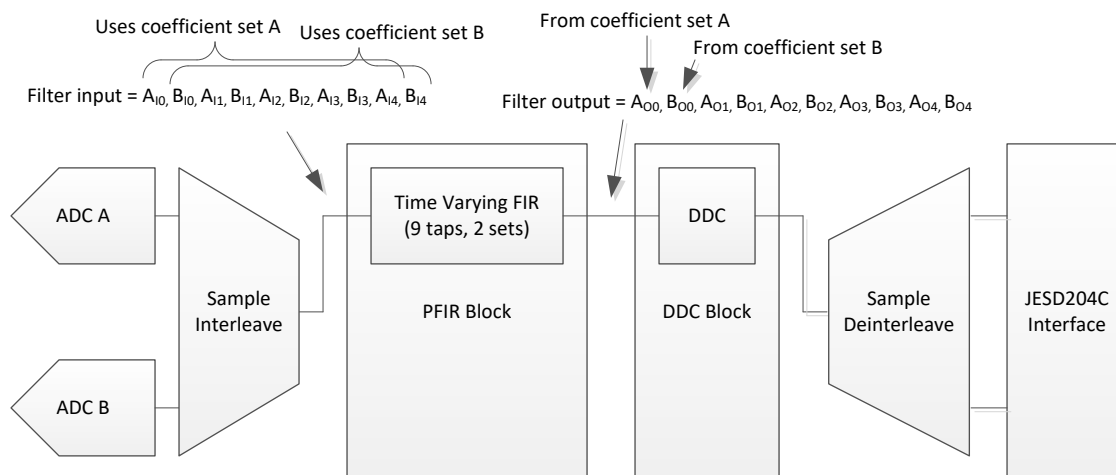 From coefficient set A
Uses coefficient set A
Uses coefficient set B
From coefficient set B
Filter input = A_I0, B_I0, A_I1, B_I1, A_I2, B_I2, A_I3, B_I3, A_I4, B_I4
Filter output = A_O0, B_O0, A_O1, B_O1, A_O2, B_O2, A_O3, B_O3, A_O4, B_O4
ADC A
Time Varying FIR
(9 taps, 2 sets)
DDC
Sample
Interleave
PFIR Block
DDC Block
Sample
Deinterleave
JESD204C
Interface
ADC B